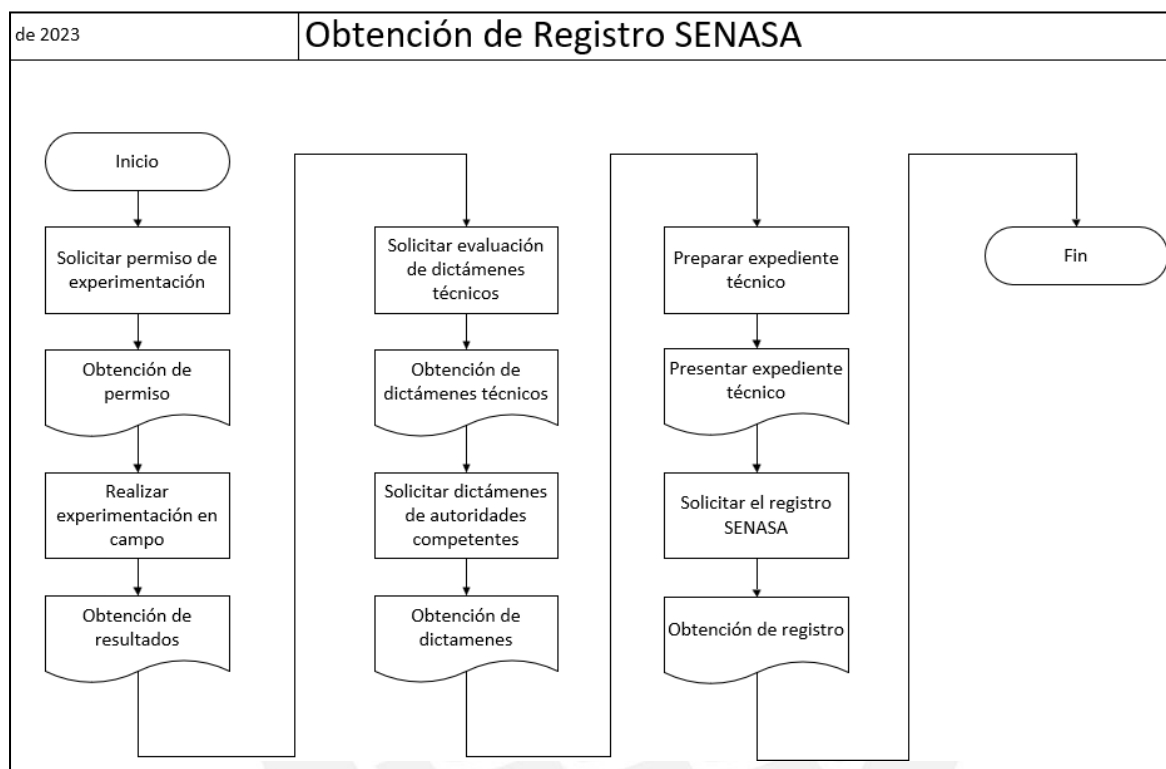 de 2023
Obtención de Registro SENASA
Inicio
Solicitar permiso de
experimentación
Obtención de
permiso
Realizar
experimentación en
campo
Obtención de
resultados
Solicitar evaluación
de dictámenes
técnicos
Obtención de
dictámenes técnicos
Solicitar dictámenes
de autoridades
competentes
Obtención de
dictamenes
Preparar expediente
técnico
Presentar expediente
técnico
Solicitar el registro
SENASA
Obtención de registro
Fin